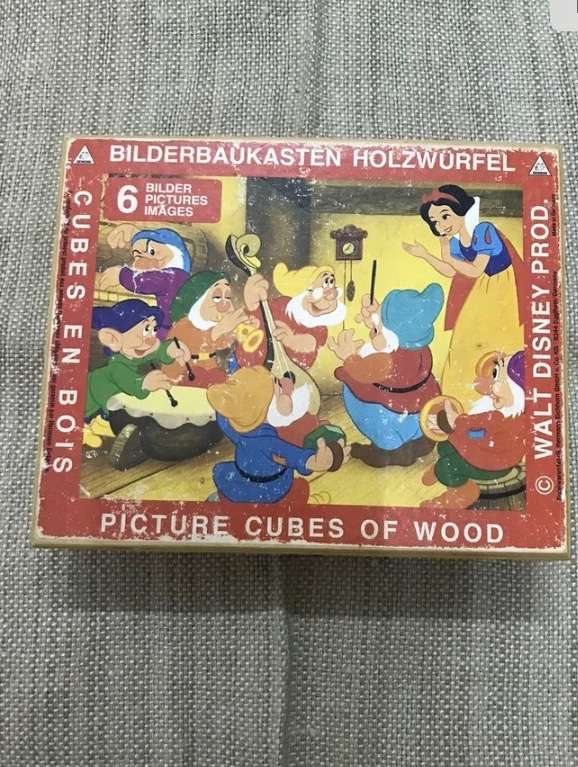 BILDERBAUKASTEN HOLZWÜRFEL
6 BILDER
PICTURES
IMAGES
CUBES EN BOIS
© WALT DISNEY PROD.
PICTURE CUBES OF WOOD